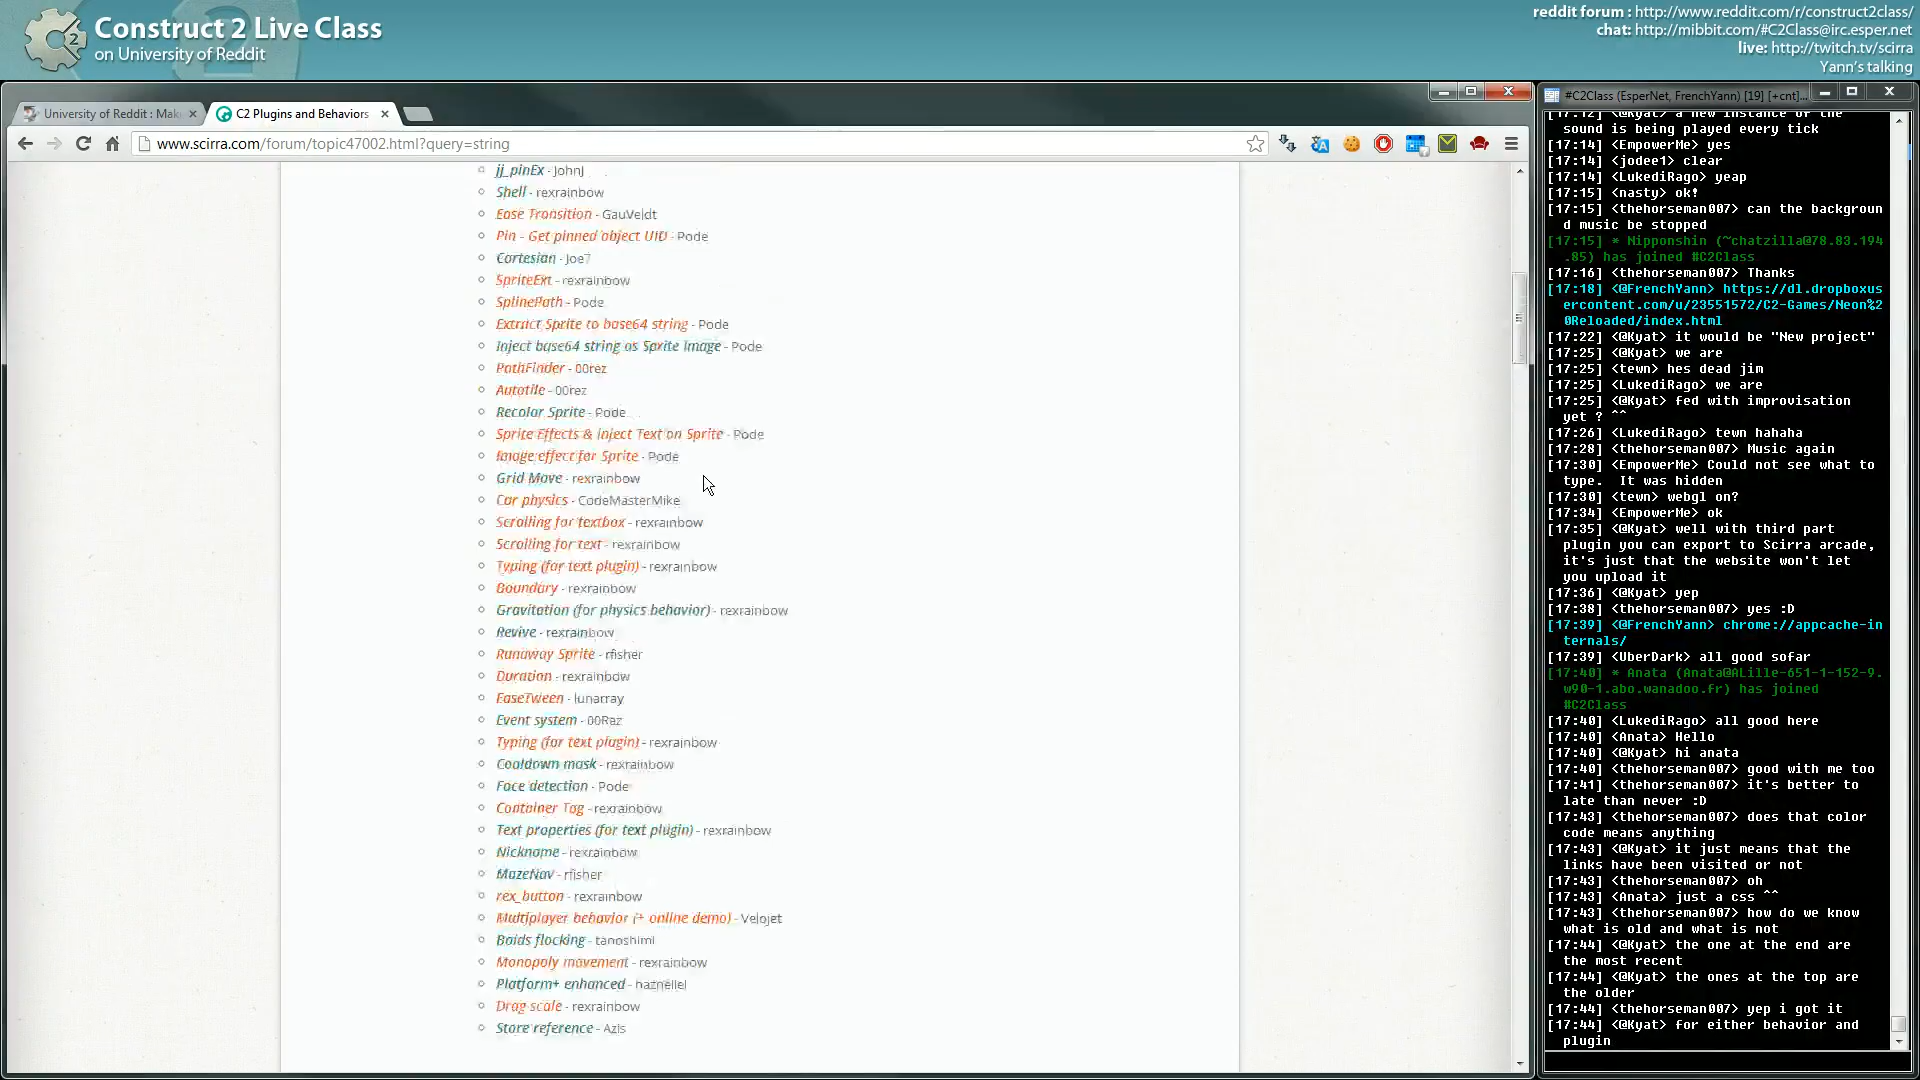 Construct 2 Live Class
on University of Reddit
reddit forum : http://www.reddit.com/r/construct2class/
chat: http://mibbit.com/#C2Class@irc.esper.net
live: http://twitch.tv/scirra
Yann's talking
University of Reddit : Mak
C2 Plugins and Behaviors
www.scirra.com/forum/topic47002.html?query=string
jj_pinEx - JohnJ
Shell - rexrainbow
Ease Transition - GauVeldt
Pin - Get pinned object UID - Pode
Cartesian - Joe7
SpriteExt - rexrainbow
SplinePath - Pode
Extract Sprite to base64 string - Pode
Inject base64 string as Sprite Image - Pode
PathFinder - 00rez
Autotile - 00rez
Recolor Sprite - Pode
Sprite Effects & Inject Text on Sprite - Pode
Image effect for Sprite - Pode
Grid Move - rexrainbow
Car physics - CodeMasterMike
Scrolling for textbox - rexrainbow
Scrolling for text - rexrainbow
Typing (for text plugin) - rexrainbow
Boundary - rexrainbow
Gravitation (for physics behavior) - rexrainbow
Revive - rexrainbow
Runaway Sprite - rfisher
Duration - rexrainbow
EaseTween - lunarray
Event system - 00Rez
Typing (for text plugin) - rexrainbow
Cooldown mask - rexrainbow
Face detection - Pode
Container Tag - rexrainbow
Text properties (for text plugin) - rexrainbow
Nickname - rexrainbow
MazeNav - rfisher
rex_button - rexrainbow
Multiplayer behavior (+ online demo) - Velojet
Boids flocking - tanoshimi
Monopoly movement - rexrainbow
Platform+ enhanced - hazneliel
Drag scale - rexrainbow
Store reference - Azis
#C2Class (EsperNet, FrenchYann) [19] [+cnt]...
[17:12] <@Kyat> a new instance of the
sound is being played every tick
[17:14] <EmpowerMe> yes
[17:14] <jodee1> clear
[17:14] <LukediRago> yeap
[17:15] <nasty> ok!
[17:15] <thehorseman007> can the backgroun
d music be stopped
[17:15] * Nipponshin (~chatzilla@78.83.194
.85) has joined #C2Class
[17:16] <thehorseman007> Thanks
[17:18] <@FrenchYann> https://dl.dropboxus
ercontent.com/u/23551572/C2-Games/Neon%2
0Reloaded/index.html
[17:22] <@Kyat> it would be "New project"
[17:25] <@Kyat> we are
[17:25] <tewn> hes dead jim
[17:25] <LukediRago> we are
[17:25] <@Kyat> fed with improvisation
yet ? ^^
[17:26] <LukediRago> tewn hahaha
[17:28] <thehorseman007> Music again
[17:30] <EmpowerMe> Could not see what to
type.  It was hidden
[17:30] <tewn> webgl on?
[17:34] <EmpowerMe> ok
[17:35] <@Kyat> well with third part
plugin you can export to Scirra arcade,
it's just that the website won't let
you upload it
[17:36] <@Kyat> yep
[17:38] <thehorseman007> yes :D
[17:39] <@FrenchYann> chrome://appcache-in
ternals/
[17:39] <UberDark> all good sofar
[17:40] * Anata (Anata@ALille-651-1-152-9.
w90-1.abo.wanadoo.fr) has joined
#C2Class
[17:40] <LukediRago> all good here
[17:40] <Anata> Hello
[17:40] <@Kyat> hi anata
[17:40] <thehorseman007> good with me too
[17:41] <thehorseman007> it's better to
late than never :D
[17:43] <thehorseman007> does that color
code means anything
[17:43] <@Kyat> it just means that the
links have been visited or not
[17:43] <thehorseman007> oh
[17:43] <Anata> just a css ^^
[17:43] <thehorseman007> how do we know
what is old and what is not
[17:44] <@Kyat> the one at the end are
the most recent
[17:44] <@Kyat> the ones at the top are
the older
[17:44] <thehorseman007> yep i got it
[17:44] <@Kyat> for either behavior and
plugin